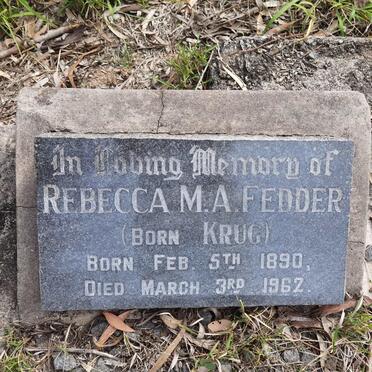 In Loving Memory of
REBECCA M.A. FEDDER
(BORN KRUG)
BORN FEB. 5TH 1890,
DIED MARCH 3RD 1962.